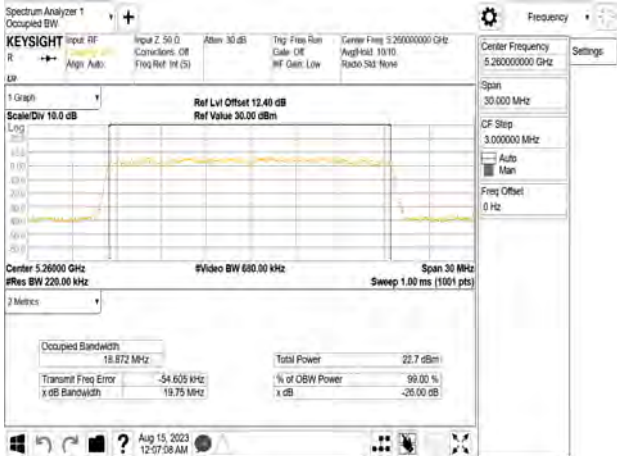 Spectrum Analyzer 1
Occupied BW
Frequency
KEYSIGHT Input: RF
R
Align: Auto
LW
Input Z: 50 Ω
Corrections: Off
Freq Ref: Int (S)
Atten: 30 dB
Trig: Free Run
Gate: Off
#IF Gain: Low
Center Freq: 5.260000000 GHz
Avg|Hold: 10/10
Radio Std: None
Center Frequency
5.260000000 GHz
Settings
Span
30.000 MHz
CF Step
3.000000 MHz
Auto
Man
Freq Offset
0 Hz
1 Graph
Scale/Div 10.0 dB
Log
Ref Lvl Offset 12.40 dB
Ref Value 30.00 dBm
Center 5.26000 GHz
#Res BW 220.00 kHz
#Video BW 680.00 kHz
Span 30 MHz
Sweep 1.00 ms (1001 pts)
2 Metrics
Occupied Bandwidth
18.872 MHz
Total Power 22.7 dBm
Transmit Freq Error -54.605 kHz
% of OBW Power 99.00 %
x dB Bandwidth 19.75 MHz
x dB -26.00 dB
Aug 15, 2023
12:07:08 AM